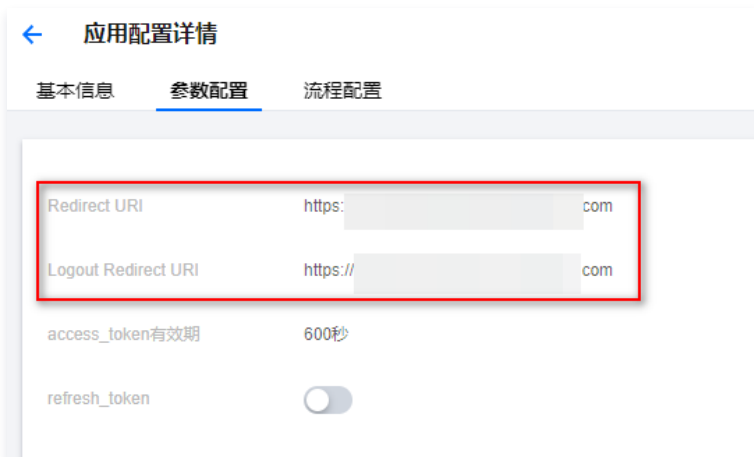 应用配置详情
基本信息 参数配置 流程配置
Redirect URI https: com
Logout Redirect URI https:// com
access_token有效期 600秒
refresh_token